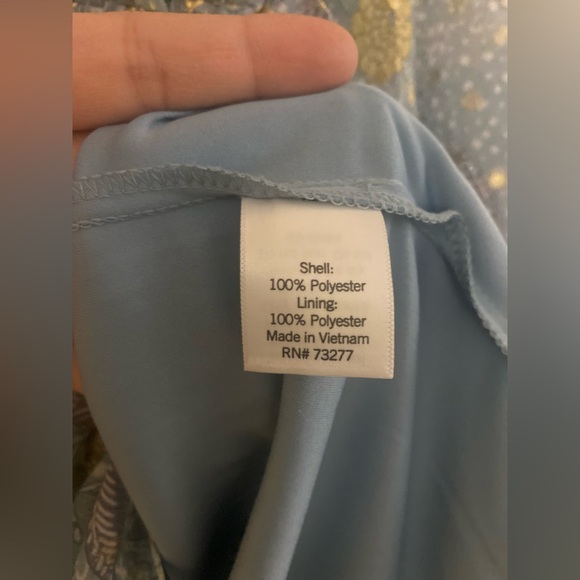 Shell:
100% Polyester
Lining:
100% Polyester
Made in Vietnam
RN# 73277